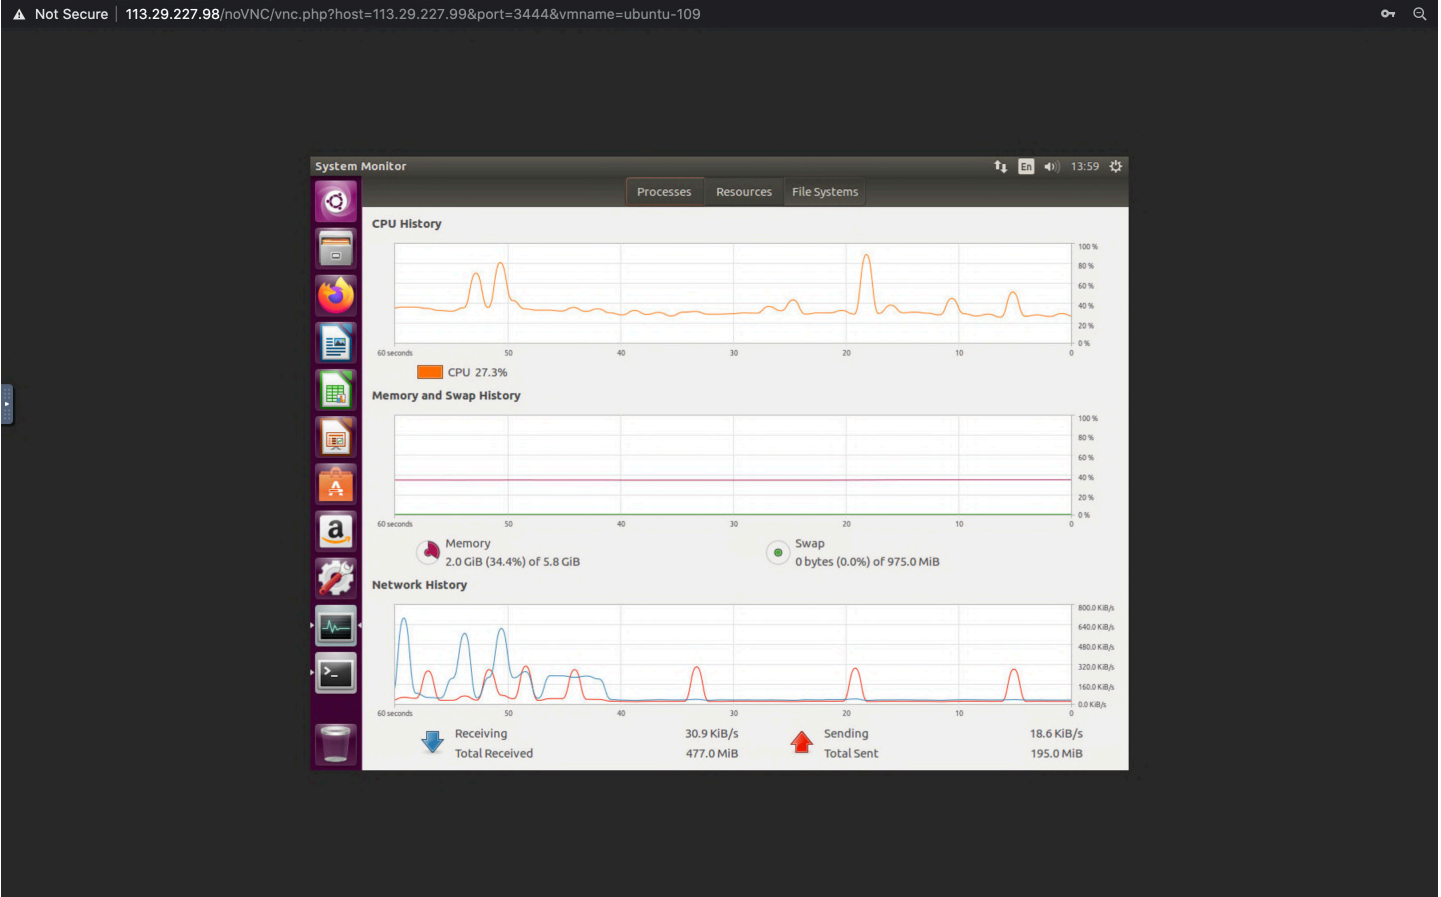 Not Secure 113.29.227.98/noVNC/vnc.php?host=113.29.227.99&port=3444&vmname=ubuntu-109
System Monitor En 13:59
Processes Resources File Systems
CPU History
100 %
80 %
60 %
40 %
20 %
0 %
60 seconds 50 40 30 20 10 0
CPU 27.3%
Memory and Swap History
100 %
80 %
60 %
40 %
20 %
0 %
60 seconds 50 40 30 20 10 0
Memory Swap
2.0 GiB (34.4%) of 5.8 GiB 0 bytes (0.0%) of 975.0 MiB
Network History
800.0 KiB/s
640.0 KiB/s
480.0 KiB/s
320.0 KiB/s
160.0 KiB/s
0.0 KiB/s
60 seconds 50 40 30 20 10 0
Receiving 30.9 KiB/s Sending 18.6 KiB/s
Total Received 477.0 MiB Total Sent 195.0 MiB